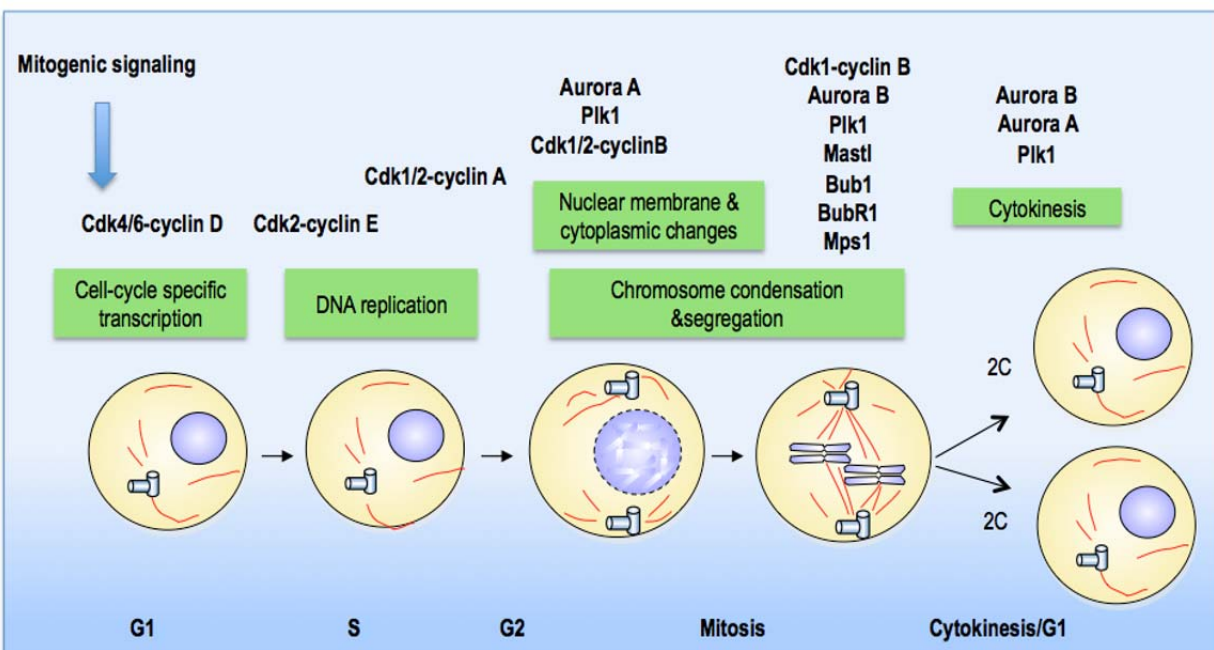 Mitogenic signaling
Cdk4/6-cyclin D
Cell-cycle specific
transcription
Cdk2-cyclin E
DNA replication
Cdk1/2-cyclin A
Aurora A
Plk1
Cdk1/2-cyclinB
Nuclear membrane &
cytoplasmic changes
Cdk1-cyclin B
Aurora B
Plk1
Mastl
Bub1
BubR1
Mps1
Chromosome condensation
&segregation
Aurora B
Aurora A
Plk1
Cytokinesis
2C
2C
G1
S
G2
Mitosis
Cytokinesis/G1